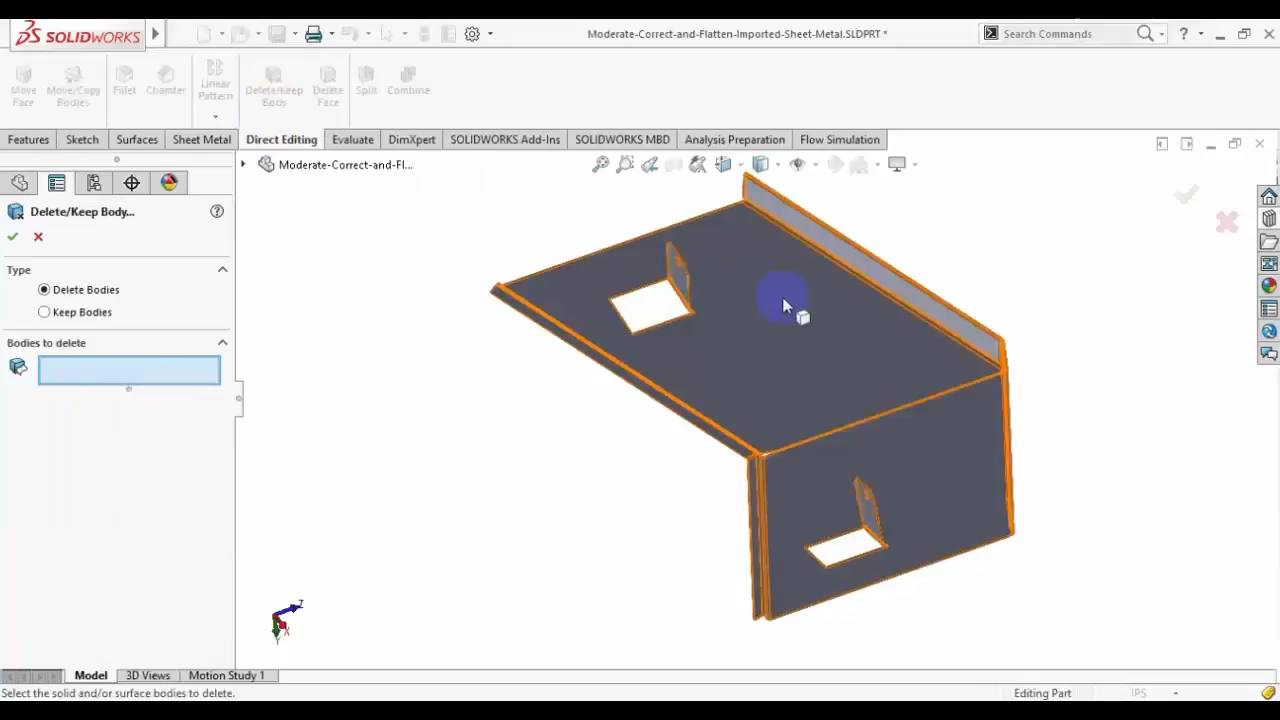 SOLIDWORKS
Moderate-Correct-and-Flatten-Imported-Sheet-Metal.SLDPRT *
Search Commands
?
Move Face
Move/Copy Bodies
Fillet
Chamfer
Linear Pattern
Delete/Keep Body
Delete Face
Split
Combine
Features
Sketch
Surfaces
Sheet Metal
Direct Editing
Evaluate
DimXpert
SOLIDWORKS Add-Ins
SOLIDWORKS MBD
Analysis Preparation
Flow Simulation
Moderate-Correct-and-Fl...
Delete/Keep Body...
?
Type
Delete Bodies
Keep Bodies
Bodies to delete
Z
X
Y
Model
3D Views
Motion Study 1
Select the solid and/or surface bodies to delete.
Editing Part
IPS